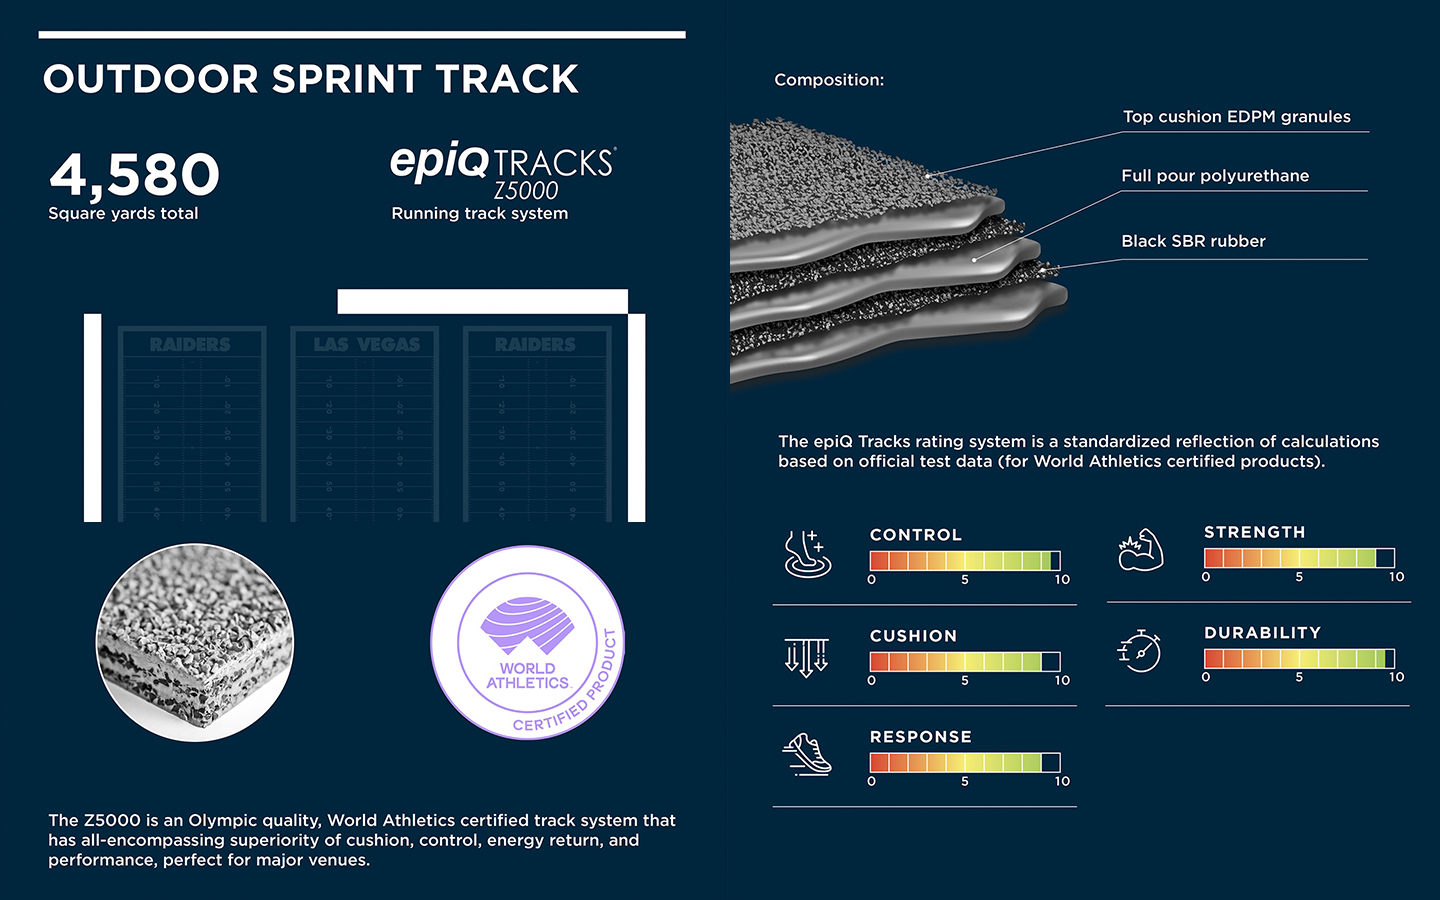 OUTDOOR SPRINT TRACK
4,580
Square yards total
epiQ TRACKS
Z5000
Running track system
RAIDERS
LAS VEGAS
RAIDERS
WORLD
ATHLETICS
CERTIFIED PRODUCT
The Z5000 is an Olympic quality, World Athletics certified track system that
has all-encompassing superiority of cushion, control, energy return, and
performance, perfect for major venues.
Composition:
Top cushion EDPM granules
Full pour polyurethane
Black SBR rubber
The epiQ Tracks rating system is a standardized reflection of calculations
based on official test data (for World Athletics certified products).
CONTROL
0 5 10
STRENGTH
0 5 10
CUSHION
0 5 10
DURABILITY
0 5 10
RESPONSE
0 5 10